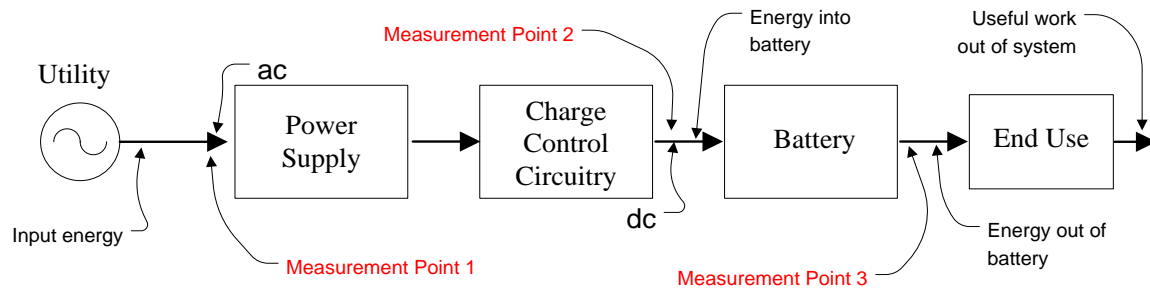 Measurement Point 2
Energy into
battery
Useful work
out of system
Utility
ac
Power
Supply
Charge
Control
Circuitry
Battery
End Use
dc
Input energy
Measurement Point 1
Measurement Point 3
Energy out of
battery